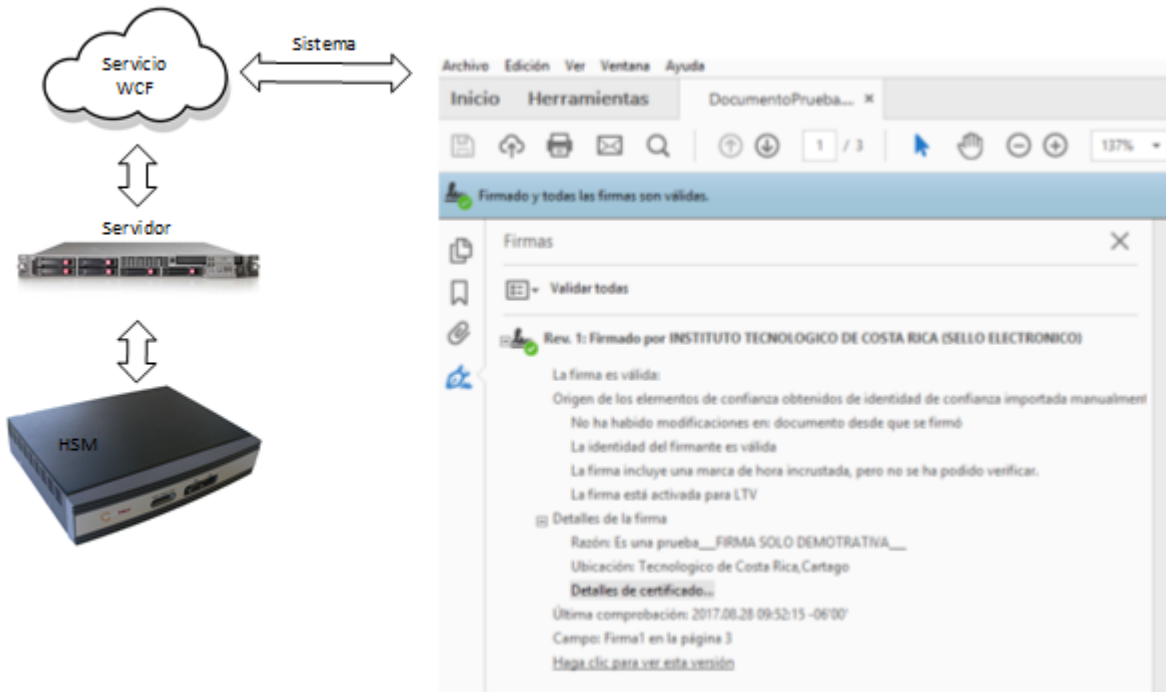 Servicio
WCF
Sistema
Servidor
HSM
Archivo Edición Ver Ventana Ayuda
Inicio Herramientas DocumentoPrueba... ×
1 / 3 137%
Firmado y todas las firmas son válidas.
Firmas
Validar todas
Rev. 1: Firmado por INSTITUTO TECNOLOGICO DE COSTA RICA (SELLO ELECTRONICO)
La firma es válida:
Origen de los elementos de confianza obtenidos de identidad de confianza importada manualment
No ha habido modificaciones en: documento desde que se firmó
La identidad del firmante es válida
La firma incluye una marca de hora incrustada, pero no se ha podido verificar.
La firma está activada para LTV
Detalles de la firma
Razón: Es una prueba___FIRMA SOLO DEMOTRATIVA___
Ubicación: Tecnologico de Costa Rica,Cartago
Detalles de certificado...
Última comprobación: 2017.08.28 09:52:15 -06'00'
Campo: Firma1 en la página 3
Haga clic para ver esta versión